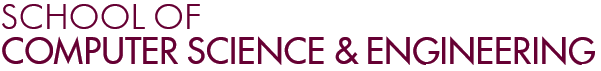 SCHOOL OF
COMPUTER SCIENCE & ENGINEERING